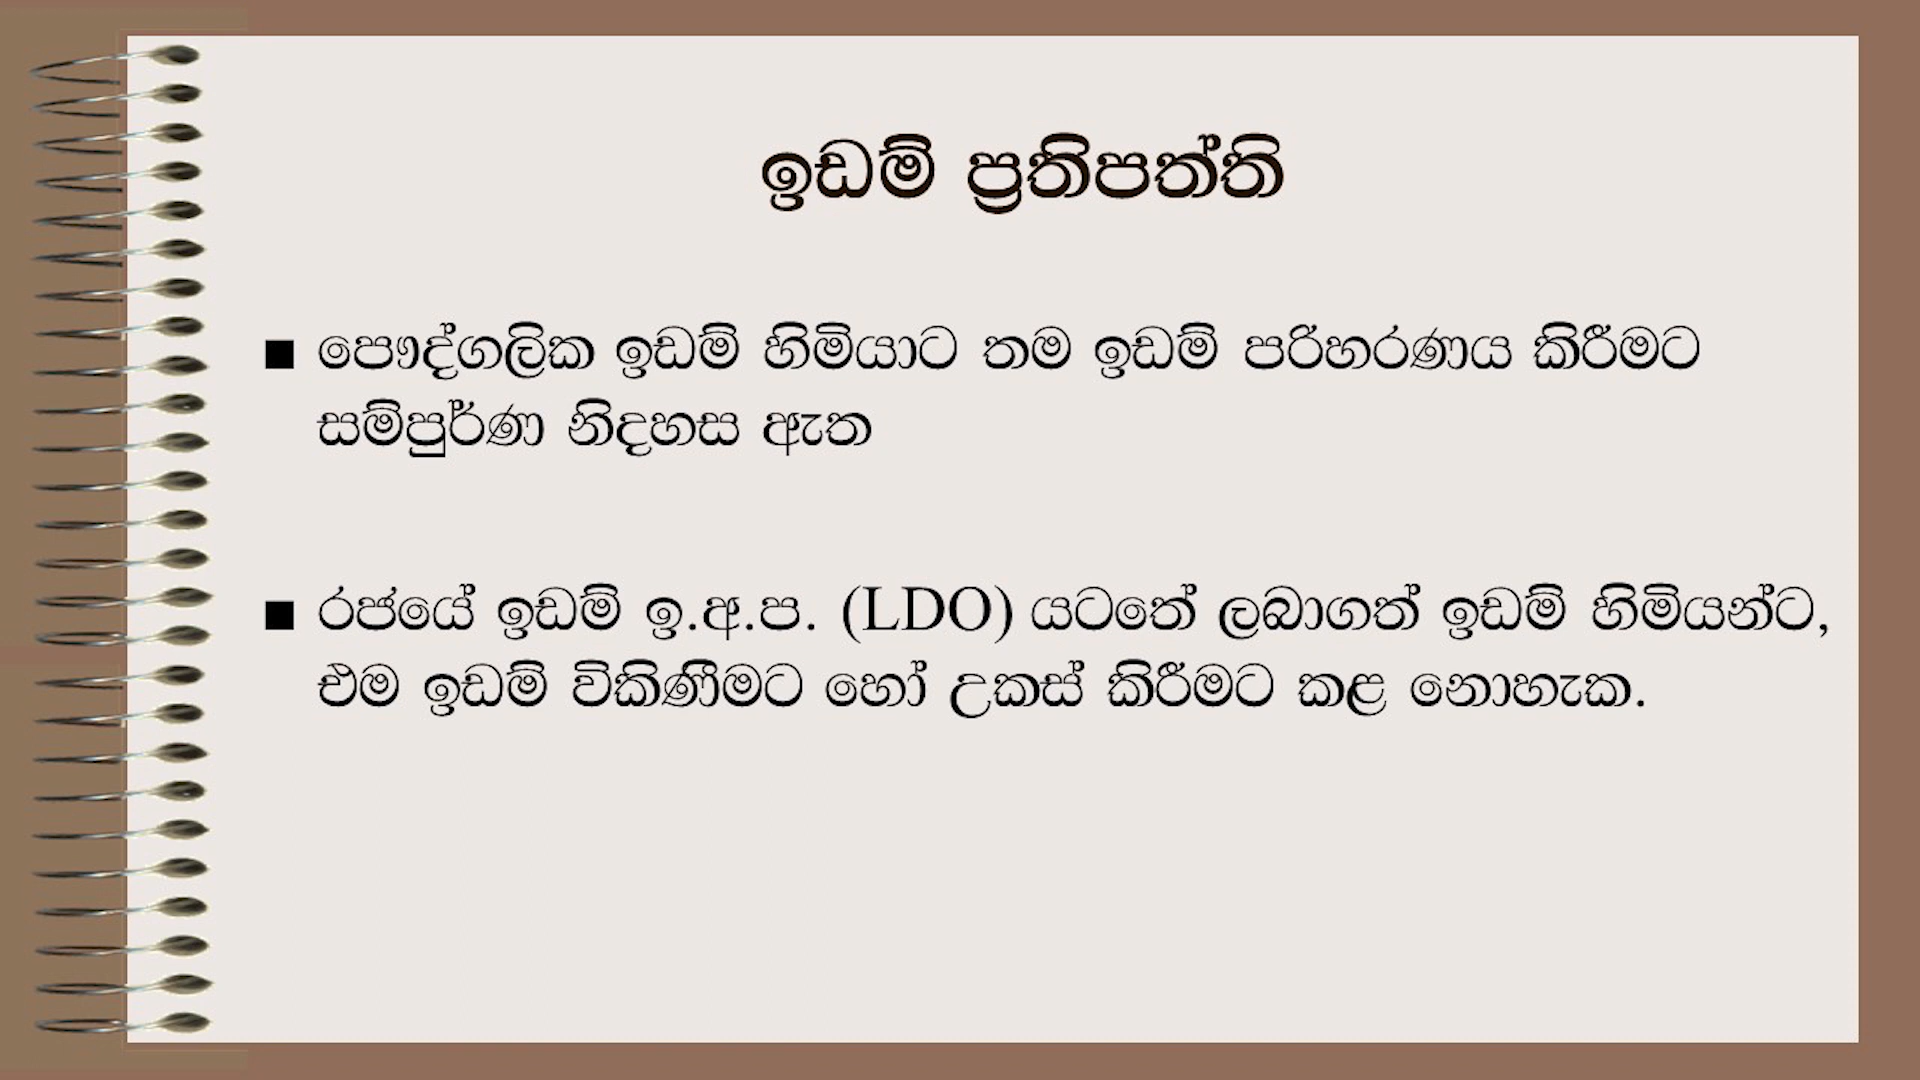 ඉඩම් ප්‍රතිපත්ති
■ පෞද්ගලික ඉඩම් හිමියාට තම ඉඩම් පරිහරණය කිරීමට
සම්පුර්ණ නිදහස ඇත
■ රජයේ ඉඩම් ඉ.අ.ප. (LDO) යටතේ ලබාගත් ඉඩම් හිමියන්ට,
එම ඉඩම් විකිණීමට හෝ උකස් කිරීමට කළ නොහැක.